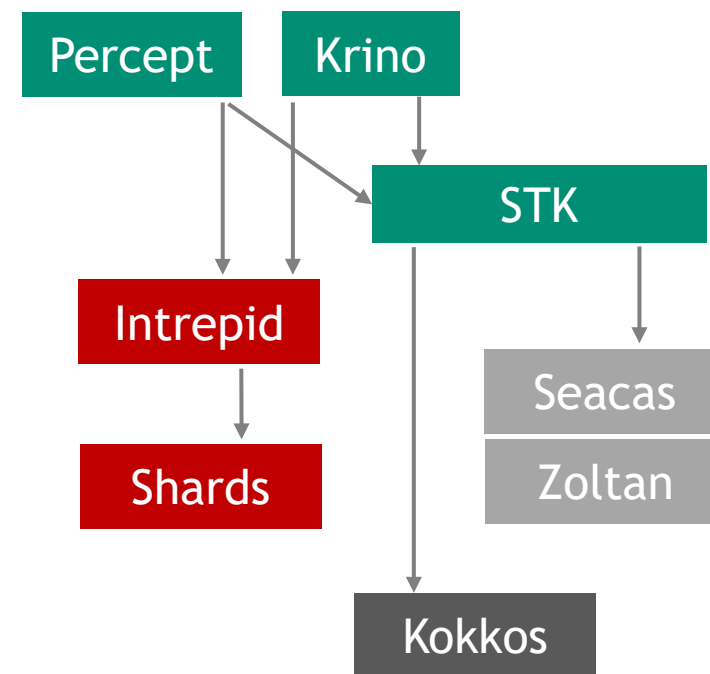 Percept
Krino
STK
Intrepid
Seacas
Shards
Zoltan
Kokkos